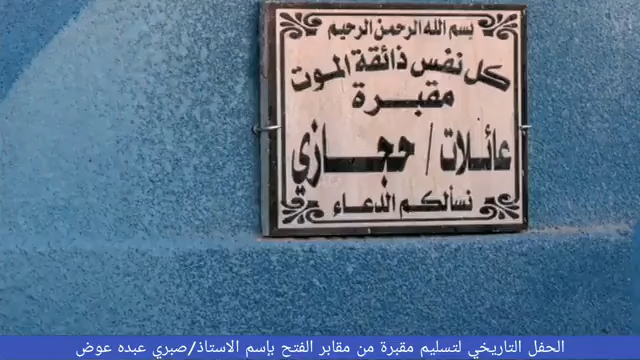 بسم الله الرحمن الرحيم
كل نفس ذائقة الموت
مقبرة
عائلات / حجازي
نسألكم الدعاء
الحفل التاريخي لتسليم مقبرة من مقابر الفتح بإسم الاستاذ/صبري عبده عوض